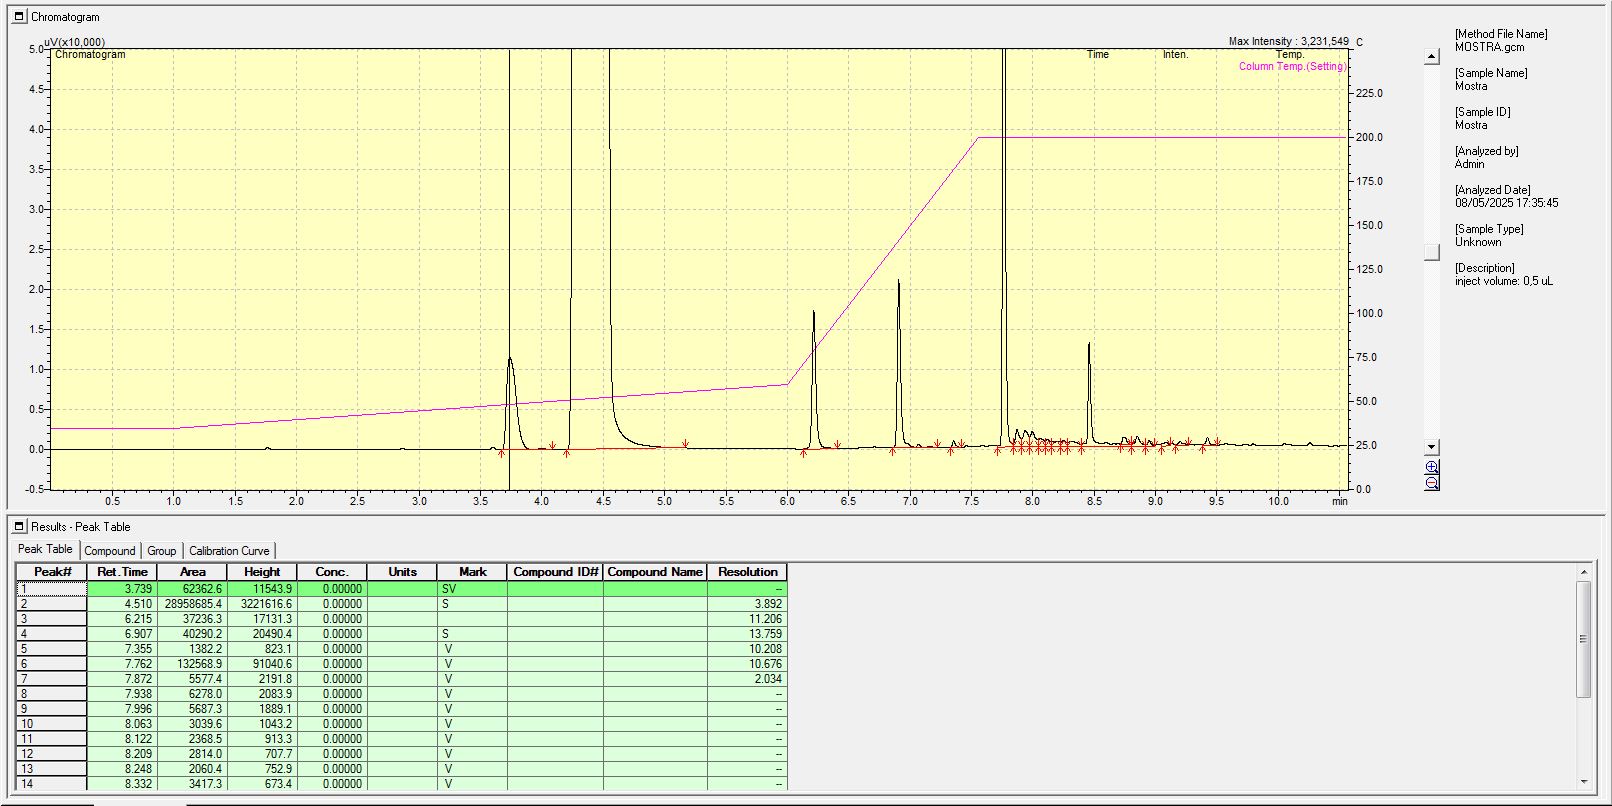 Chromatogram
uV(x10,000)
Max Intensity : 3,231,549 C
Chromatogram Time Inten. Temp.
Column Temp.(Setting)
5.0
4.5
4.0
3.5
3.0
2.5
2.0
1.5
1.0
0.5
0.0
-0.5
225.0
200.0
175.0
150.0
125.0
100.0
75.0
50.0
25.0
0.0
0.5 1.0 1.5 2.0 2.5 3.0 3.5 4.0 4.5 5.0 5.5 6.0 6.5 7.0 7.5 8.0 8.5 9.0 9.5 10.0 min
[Method File Name]
MOSTRA.gcm
[Sample Name]
Mostra
[Sample ID]
Mostra
[Analyzed by]
Admin
[Analyzed Date]
08/05/2025 17:35:45
[Sample Type]
Unknown
[Description]
inject volume: 0,5 uL
Results - Peak Table
Peak Table Compound Group Calibration Curve
Peak# Ret.Time Area Height Conc. Units Mark Compound ID# Compound Name Resolution
1 3.739 62362.6 11543.9 0.00000 SV --
2 4.510 28958685.4 3221616.6 0.00000 S 3.892
3 6.215 37236.3 17131.3 0.00000 11.206
4 6.907 40290.2 20490.4 0.00000 S 13.759
5 7.355 1382.2 823.1 0.00000 V 10.208
6 7.762 132568.9 91040.6 0.00000 V 10.676
7 7.872 5577.4 2191.8 0.00000 V 2.034
8 7.938 6278.0 2083.9 0.00000 V --
9 7.996 5687.3 1889.1 0.00000 V --
10 8.063 3039.6 1043.2 0.00000 V --
11 8.122 2368.5 913.3 0.00000 V --
12 8.209 2814.0 707.7 0.00000 V --
13 8.248 2060.4 752.9 0.00000 V --
14 8.332 3417.3 673.4 0.00000 V --